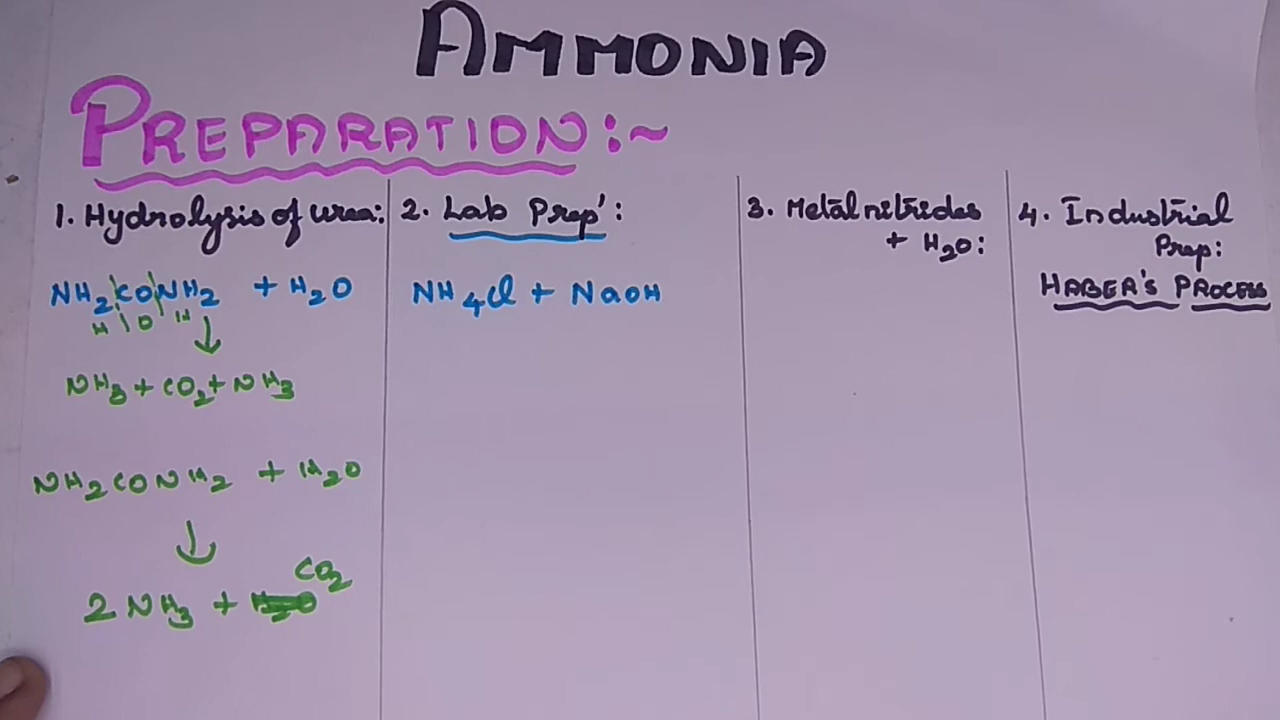 AMMONIA
PREPARATION:~
1. Hydrolysis of urea:
NH2CONH2 + H2O
H | O H
↓
NH3 + CO2 + NH3
NH2CONH2 + H2O
↓
CO2
2NH3 + H2O
2. Lab Prep':
NH4Cl + NaOH
3. Metal nitrides
+ H2O:
4. Industrial
Prep:
HABER'S PROCESS